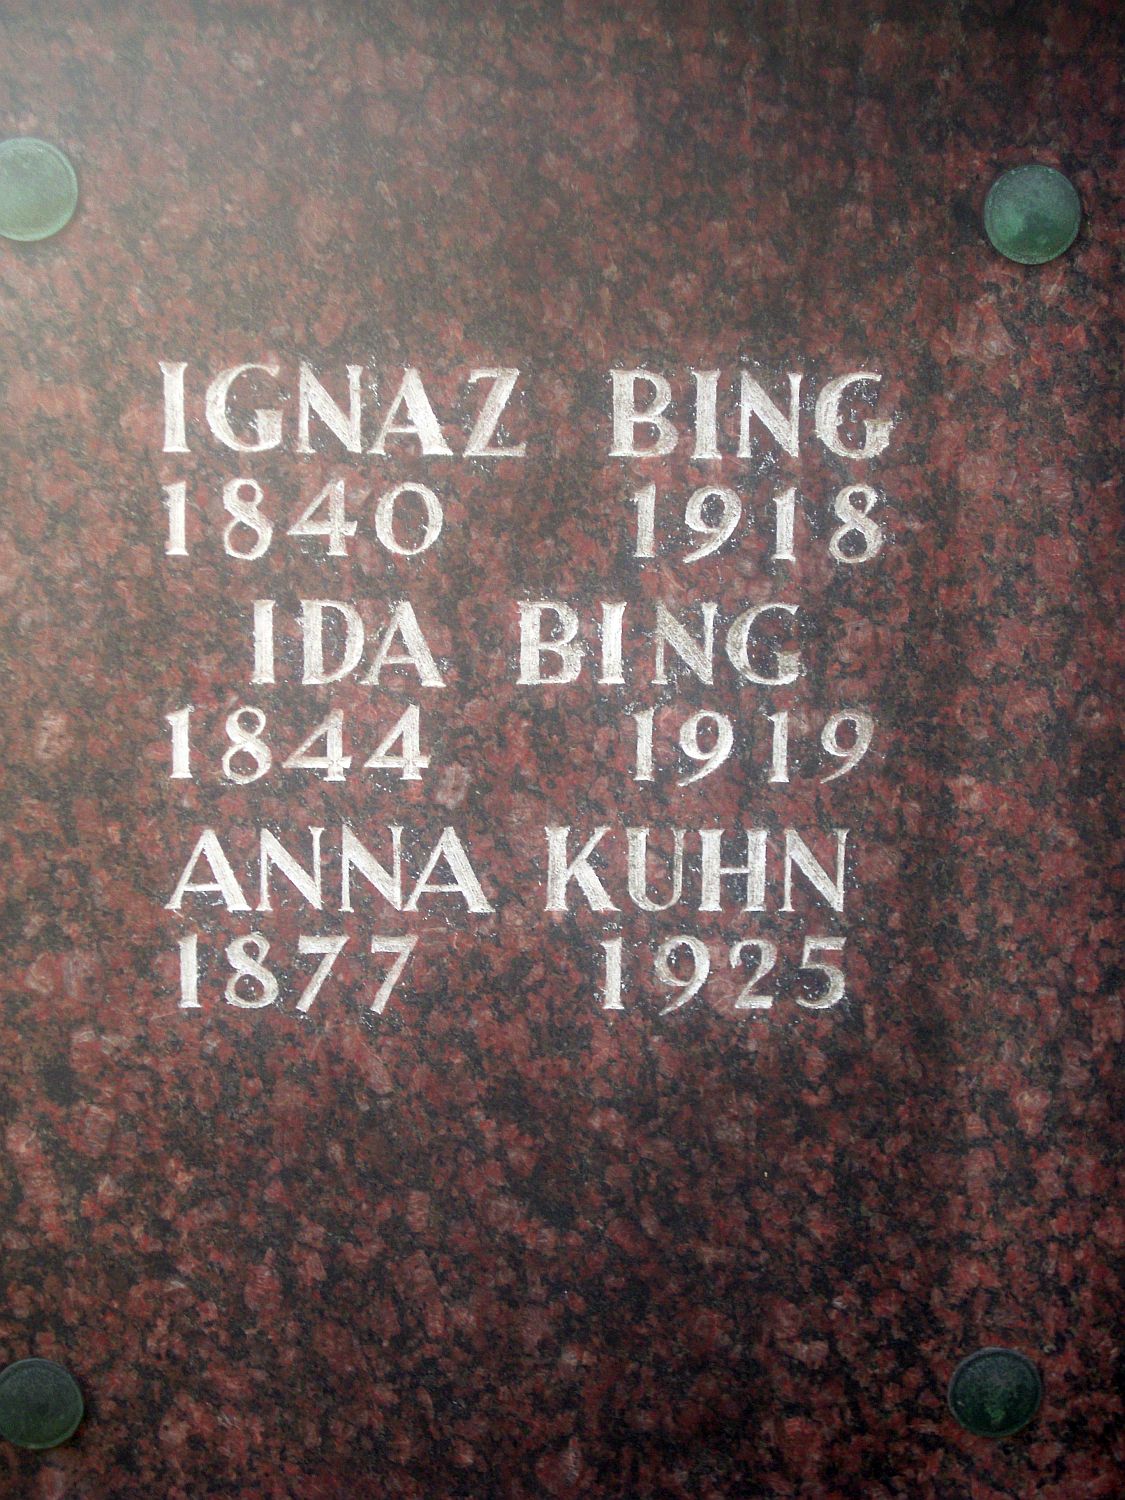 IGNAZ BING
1840 1918
IDA BING
1844 1919
ANNA KUHN
1877 1925